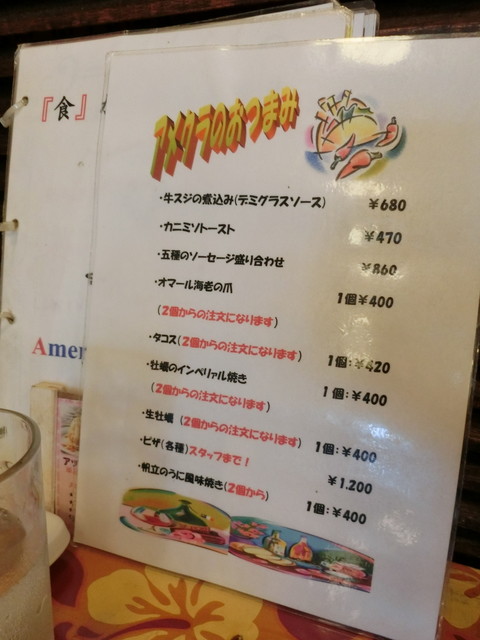 『食』
アメクラのおつまみ
・牛スジの煮込み(デミグラスソース) ￥680
・カニミソトースト ￥470
・五種のソーセージ盛り合わせ ￥860
・オマール海老の爪 1個￥400
(2個からの注文になります)
・タコス(2個からの注文になります) 1個:￥420
・牡蠣のインペリアル焼き 1個:￥400
(2個からの注文になります)
・生牡蠣 (2個からの注文になります) 1個:￥400
・ピザ(各種)スタッフまで! ￥1.200
・帆立のうに風味焼き(2個から) 1個:￥400
Amer